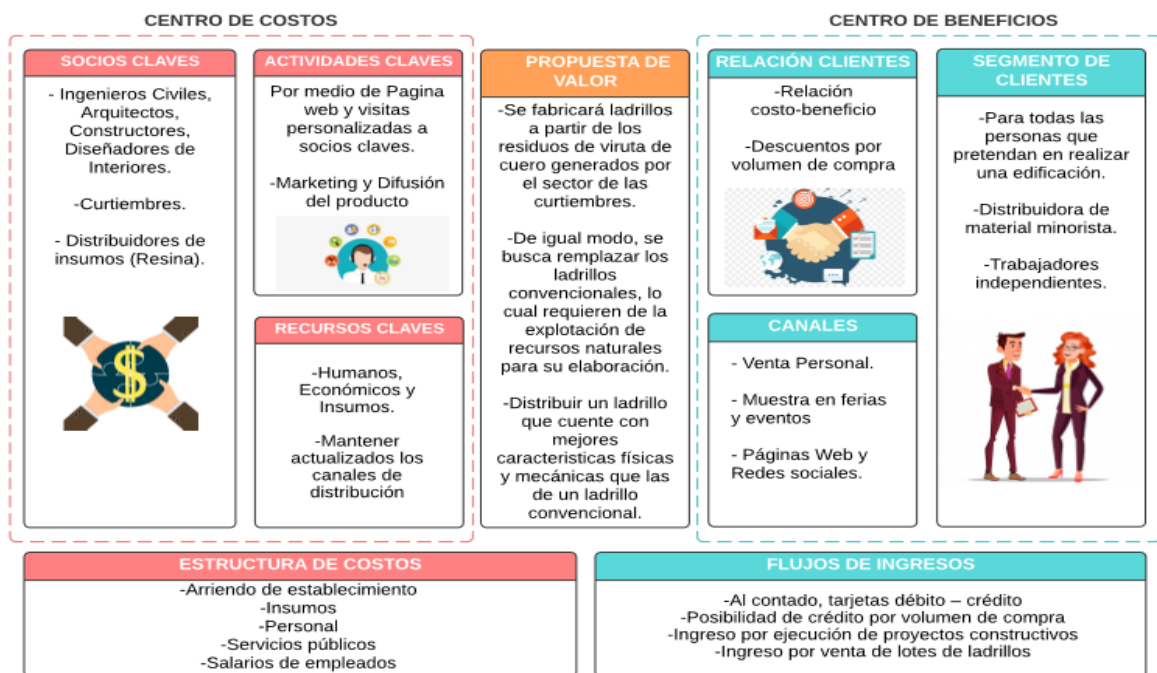 CENTRO DE COSTOS
CENTRO DE BENEFICIOS
SOCIOS CLAVES
- Ingenieros Civiles,
Arquitectos,
Constructores,
Diseñadores de
Interiores.
-Curtiembres.
- Distribuidores de
insumos (Resina).
ACTIVIDADES CLAVES
Por medio de Pagina
web y visitas
personalizadas a
socios claves.
-Marketing y Difusión
del producto
RECURSOS CLAVES
-Humanos,
Económicos y
Insumos.
-Mantener
actualizados los
canales de
distribución
PROPUESTA DE
VALOR
-Se fabricará ladrillos
a partir de los
residuos de viruta de
cuero generados por
el sector de las
curtiembres.
-De igual modo, se
busca remplazar los
ladrillos
convencionales, lo
cual requieren de la
explotación de
recursos naturales
para su elaboración.
-Distribuir un ladrillo
que cuente con
mejores
caracteristicas físicas
y mecánicas que las
de un ladrillo
convencional.
RELACIÓN CLIENTES
-Relación
costo-beneficio
-Descuentos por
volumen de compra
CANALES
- Venta Personal.
- Muestra en ferias
y eventos
- Páginas Web y
Redes sociales.
SEGMENTO DE
CLIENTES
-Para todas las
personas que
pretendan en realizar
una edificación.
-Distribuidora de
material minorista.
-Trabajadores
independientes.
ESTRUCTURA DE COSTOS
-Arriendo de establecimiento
-Insumos
-Personal
-Servicios públicos
-Salarios de empleados
FLUJOS DE INGRESOS
-Al contado, tarjetas débito – crédito
-Posibilidad de crédito por volumen de compra
-Ingreso por ejecución de proyectos constructivos
-Ingreso por venta de lotes de ladrillos